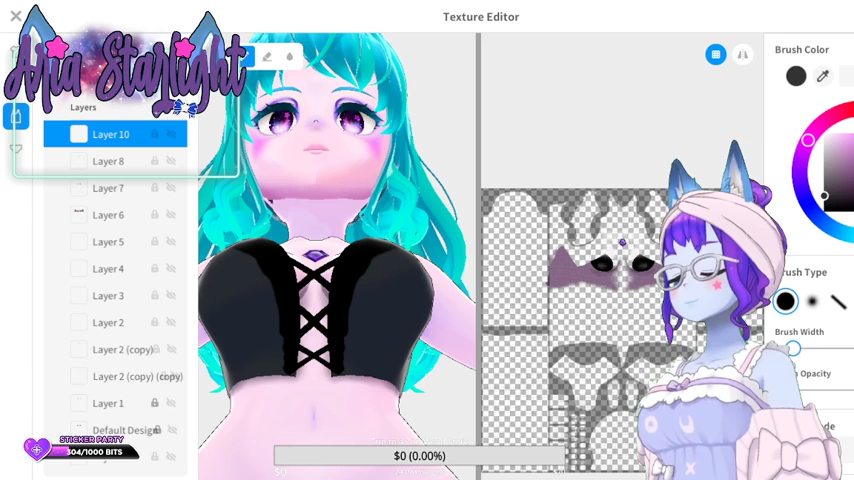 Texture Editor
Aria Starlight
Brush Color
Layers
Layer 10
Layer 8
Layer 7
Layer 6
Layer 5
Layer 4
Layer 3
Layer 2
Layer 2 (copy)
Layer 2 (copy) (copy)
Layer 1
Default Design
Brush Type
Brush Width
Opacity
STICKER PARTY
304/1000 BITS
$0 (0.00%)
$0